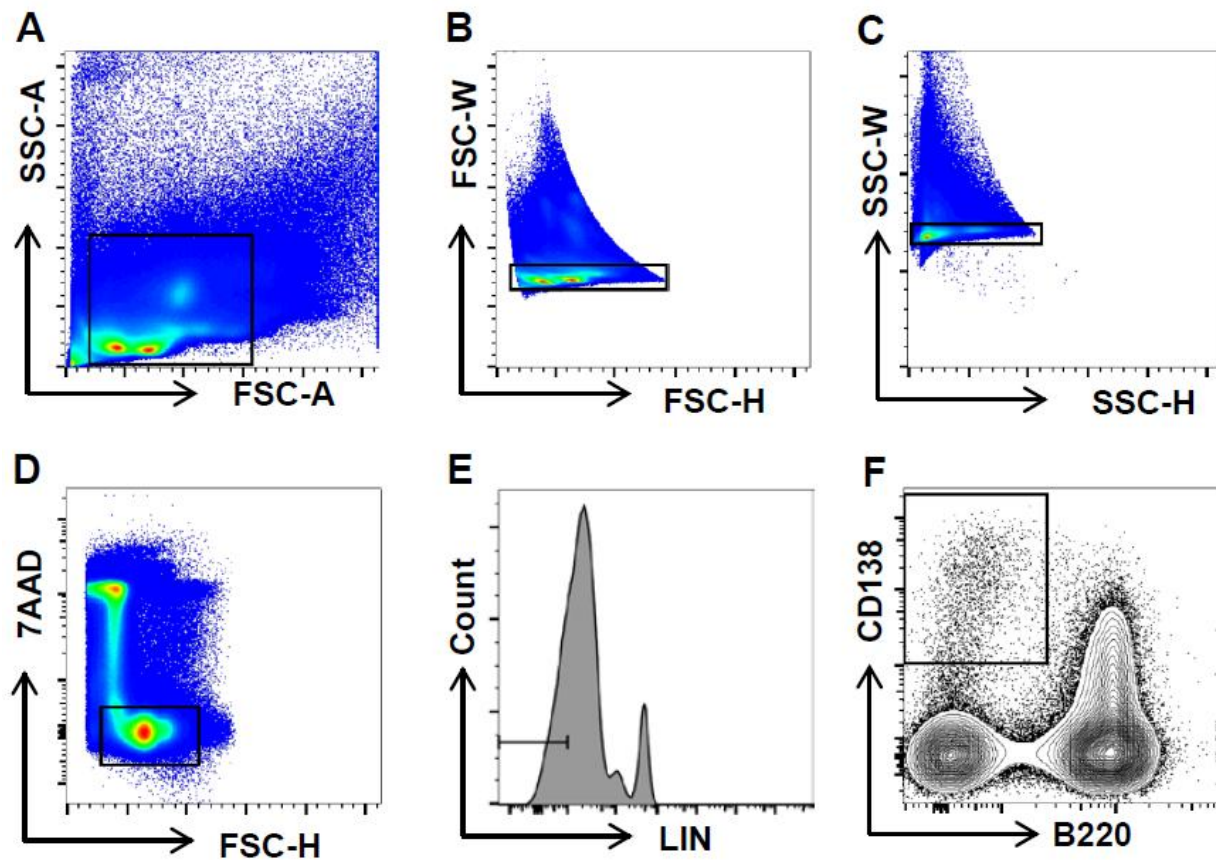 A
SSC-A
FSC-A
B
FSC-W
FSC-H
C
SSC-W
SSC-H
D
7AAD
FSC-H
E
Count
LIN
F
CD138
B220